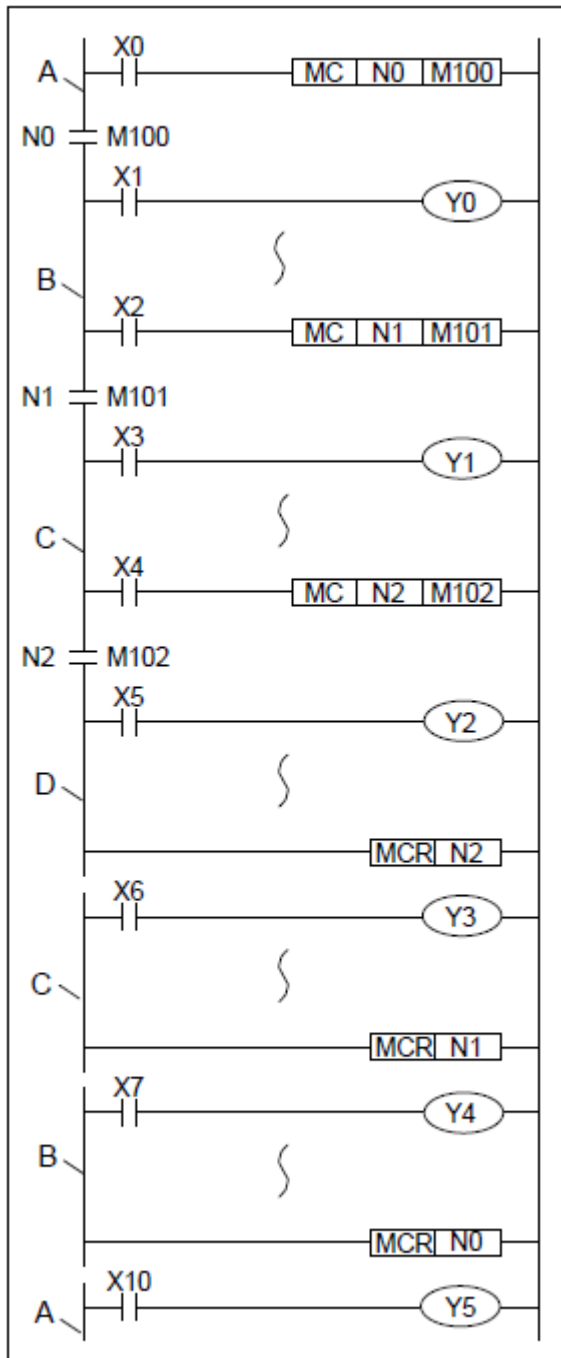 X0
A MC N0 M100
N0 M100
X1
Y0
B
X2
MC N1 M101
N1 M101
X3
Y1
C
X4
MC N2 M102
N2 M102
X5
Y2
D
MCR N2
X6
Y3
C
MCR N1
X7
Y4
B
MCR N0
X10
A Y5